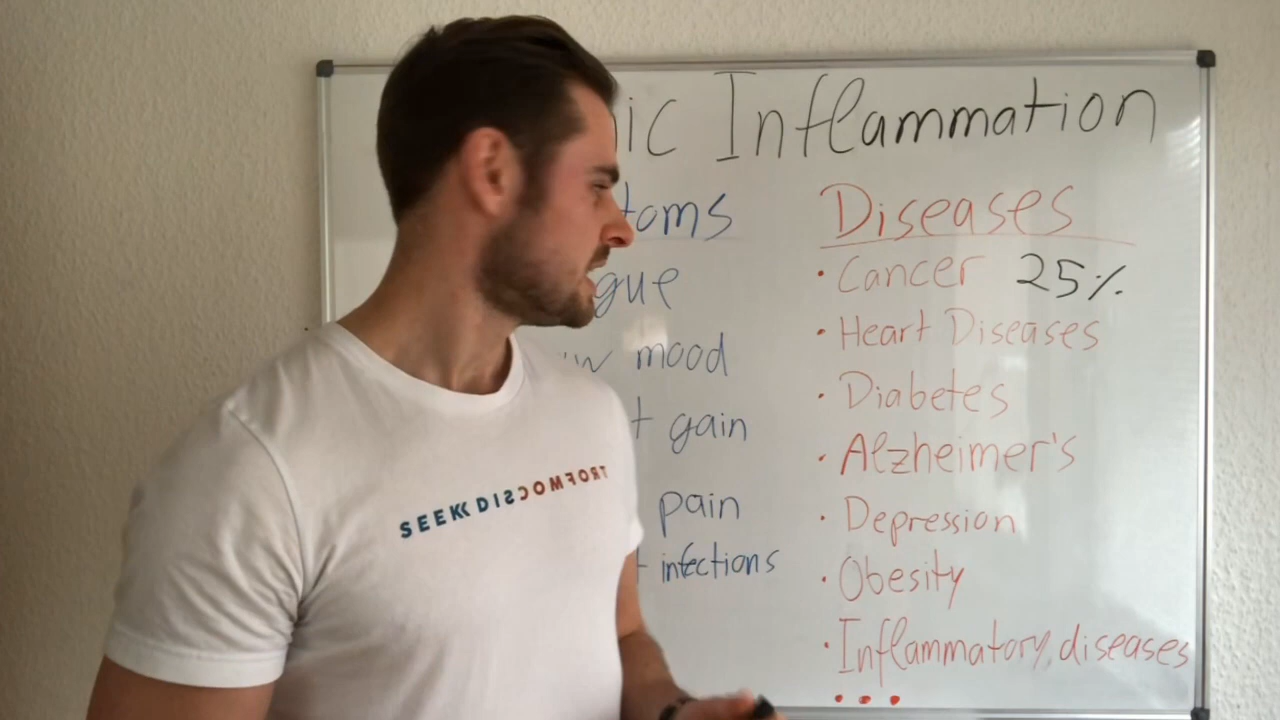 ic Inflammation
toms
gue
w mood
t gain
pain
t infections
Diseases
• Cancer 25%
• Heart Diseases
• Diabetes
• Alzheimer's
• Depression
• Obesity
• Inflammatory diseases
• • •
SEEK DISCOMFORT